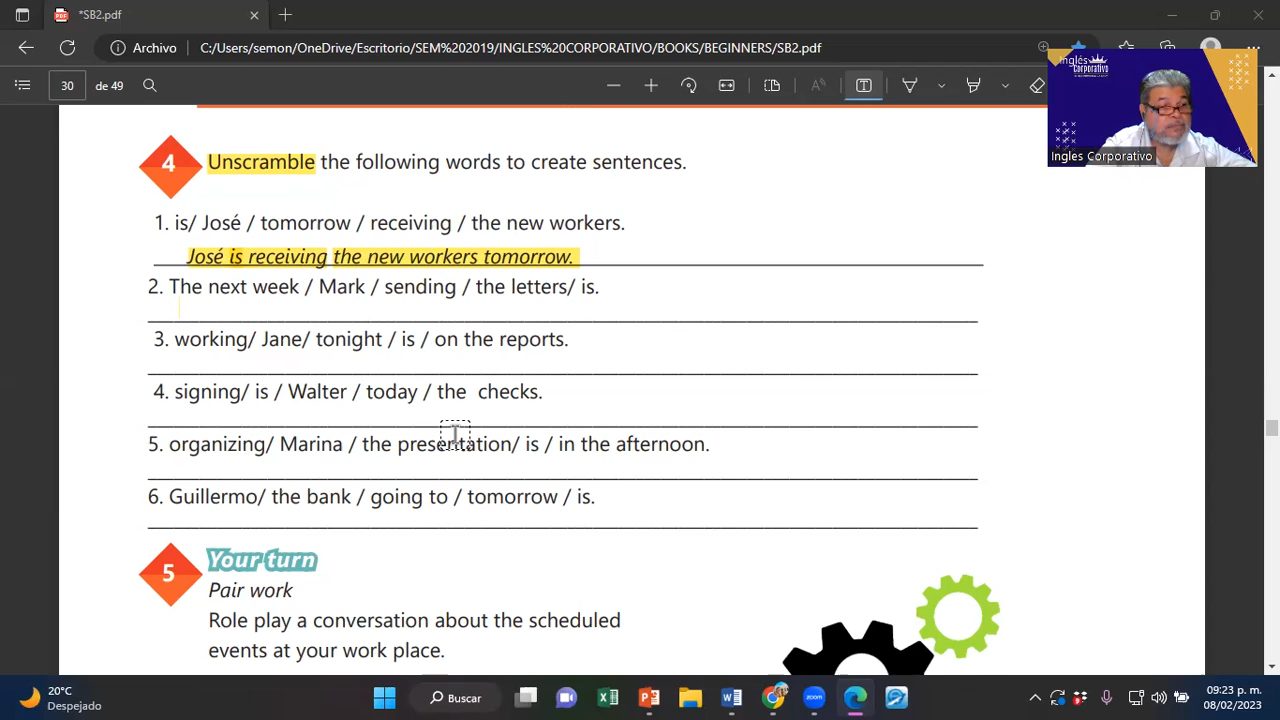 *SB2.pdf
Archivo
C:/Users/semon/OneDrive/Escritorio/SEM%202019/INGLES%20CORPORATIVO/BOOKS/BEGINNERS/SB2.pdf
30 de 49
Inglés
Corporativo
Ingles Corporativo
4 Unscramble the following words to create sentences.
1. is/ José / tomorrow / receiving / the new workers.
José is receiving the new workers tomorrow.
2. The next week / Mark / sending / the letters/ is.
3. working/ Jane/ tonight / is / on the reports.
4. signing/ is / Walter / today / the checks.
5. organizing/ Marina / the presentation/ is / in the afternoon.
6. Guillermo/ the bank / going to / tomorrow / is.
5 Your turn
Pair work
Role play a conversation about the scheduled
events at your work place.
20°C
Despejado
Buscar
09:23 p. m.
08/02/2023